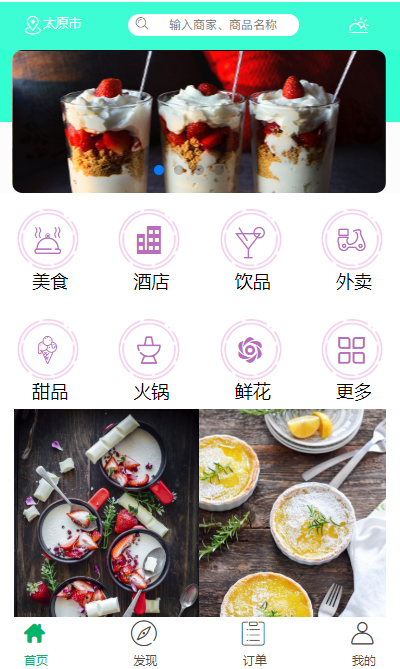 太原市 输入商家、商品名称
美食 酒店 饮品 外卖
甜品 火锅 鲜花 更多
首页 发现 订单 我的